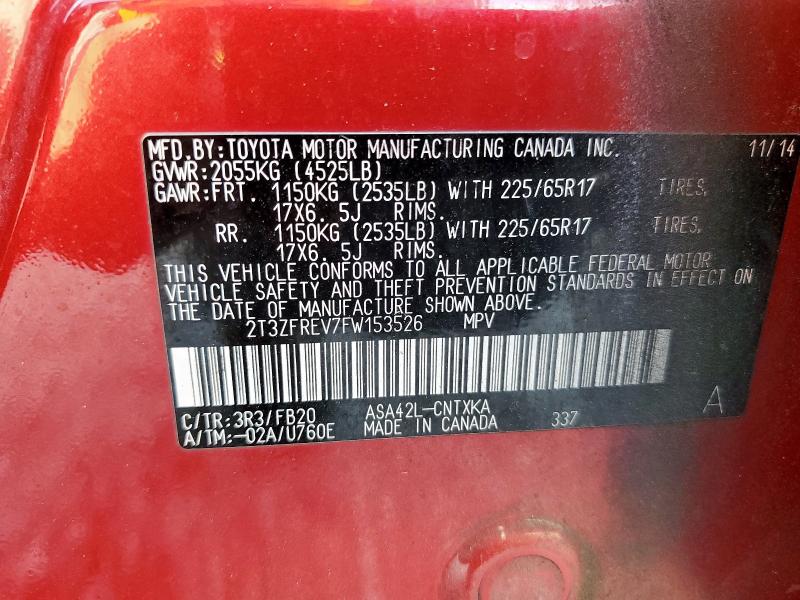 MFD.BY:TOYOTA MOTOR MANUFACTURING CANADA INC. 11/14
GVWR:2055KG (4525LB)
GAWR:FRT. 1150KG (2535LB) WITH 225/65R17 TIRES,
17X6. 5J RIMS.
RR. 1150KG (2535LB) WITH 225/65R17 TIRES,
17X6. 5J RIMS.
THIS VEHICLE CONFORMS TO ALL APPLICABLE FEDERAL MOTOR
VEHICLE SAFETY AND THEFT PREVENTION STANDARDS IN EFFECT ON
THE DATE OF MANUFACTURE SHOWN ABOVE.
2T3ZFREV7FW153526 MPV
C/TR:3R3/FB20 ASA42L-CNTXKA A
A/TM:-02A/U760E MADE IN CANADA 337